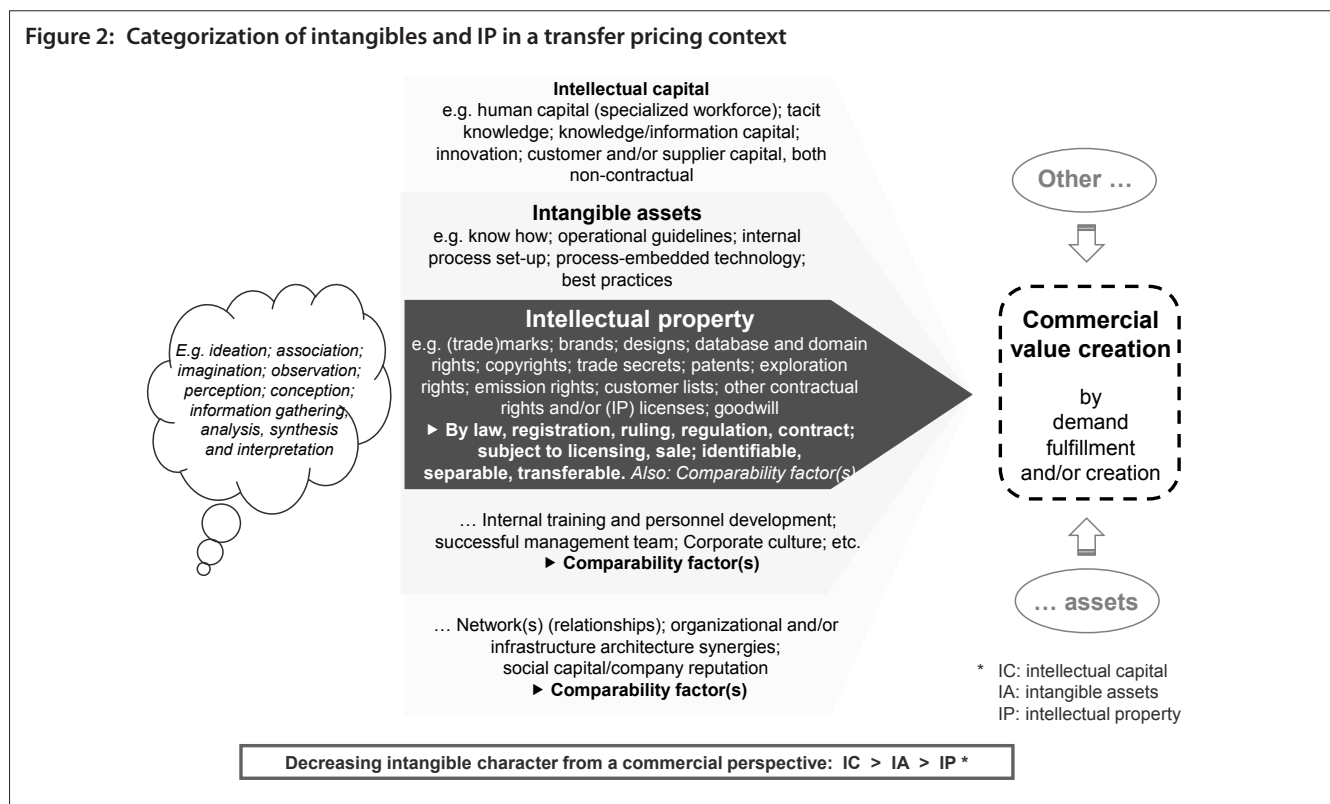 Figure 2: Categorization of intangibles and IP in a transfer pricing context
Intellectual capital
e.g. human capital (specialized workforce); tacit
knowledge; knowledge/information capital;
innovation; customer and/or supplier capital, both
non-contractual
Intangible assets
e.g. know how; operational guidelines; internal
process set-up; process-embedded technology;
best practices
E.g. ideation; association;
imagination; observation;
perception; conception;
information gathering,
analysis, synthesis
and interpretation
Intellectual property
e.g. (trade)marks; brands; designs; database and domain
rights; copyrights; trade secrets; patents; exploration
rights; emission rights; customer lists; other contractual
rights and/or (IP) licenses; goodwill
▶ By law, registration, ruling, regulation, contract;
subject to licensing, sale; identifiable,
separable, transferable. Also: Comparability factor(s)
… Internal training and personnel development;
successful management team; Corporate culture; etc.
▶ Comparability factor(s)
… Network(s) (relationships); organizational and/or
infrastructure architecture synergies;
social capital/company reputation
▶ Comparability factor(s)
Other …
Commercial
value creation
by
demand
fulfillment
and/or creation
… assets
* IC: intellectual capital
IA: intangible assets
IP: intellectual property
Decreasing intangible character from a commercial perspective: IC > IA > IP *